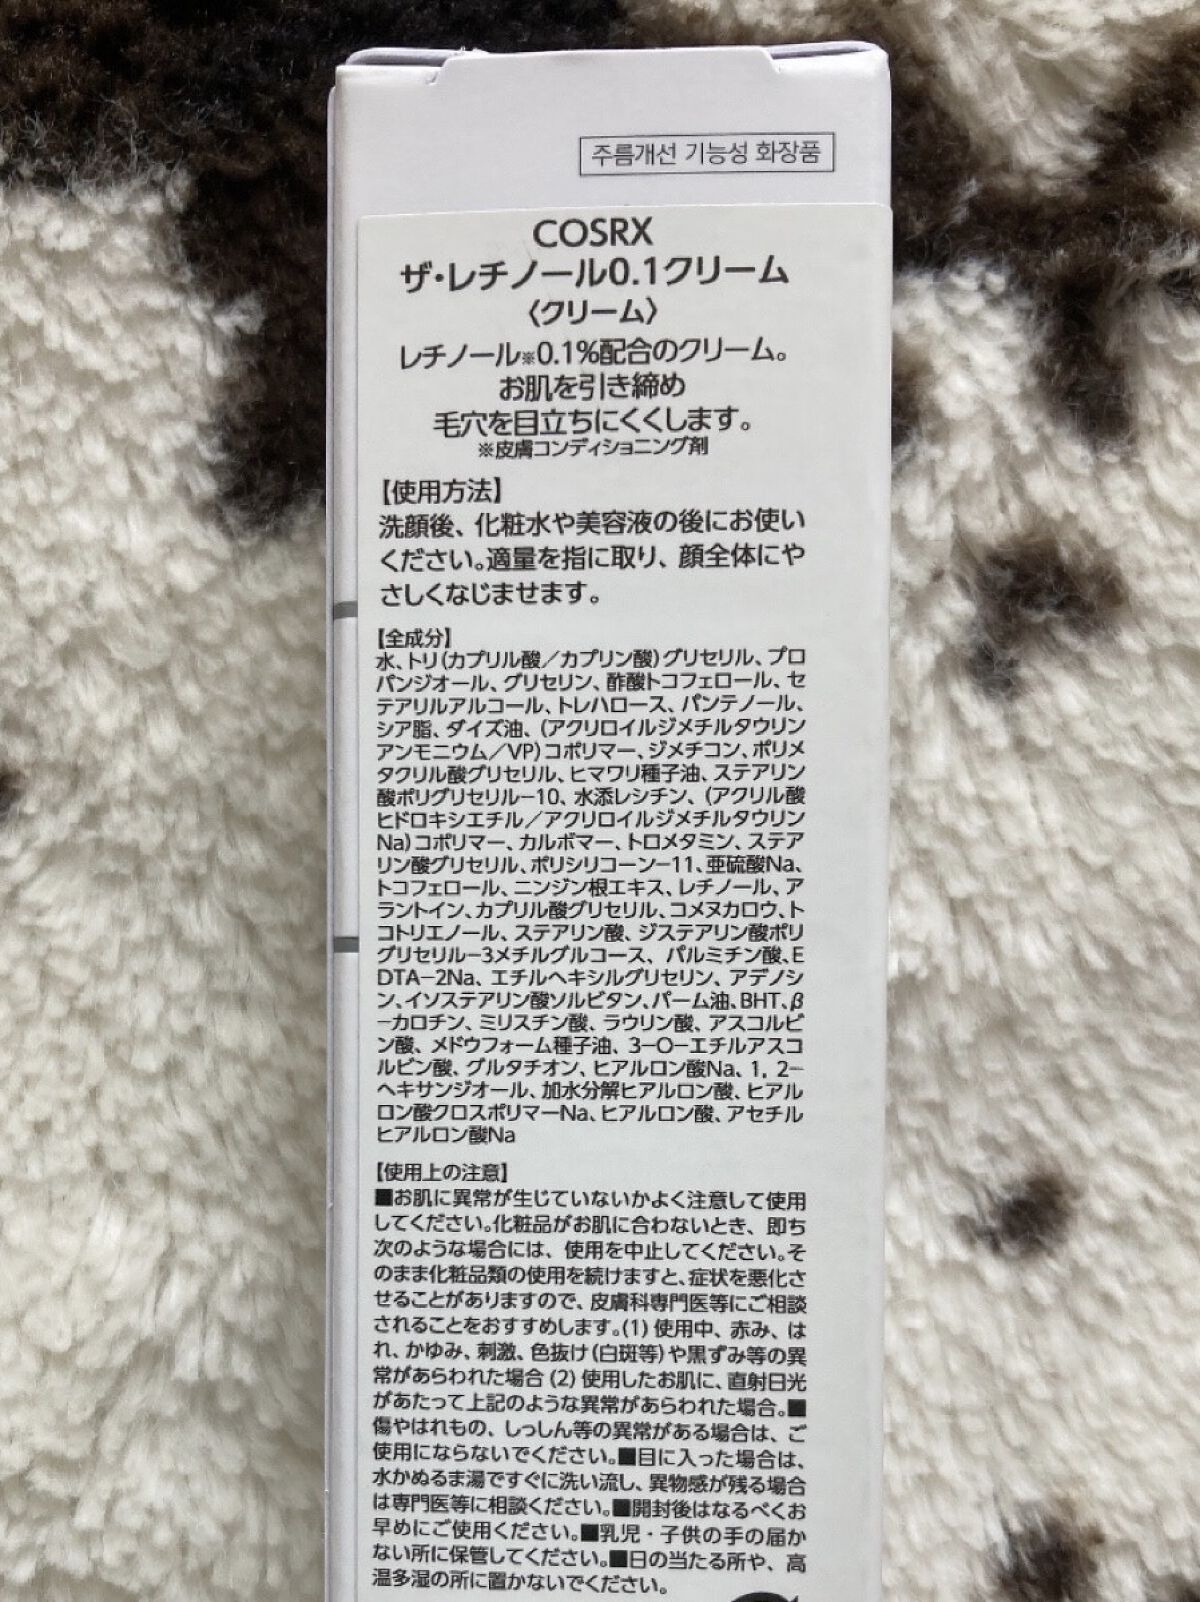 주름개선 기능성 화장품
COSRX
ザ・レチノール0.1クリーム
〈クリーム〉
レチノール※0.1%配合のクリーム。
お肌を引き締め
毛穴を目立ちにくくします。
※皮膚コンディショニング剤
【使用方法】
洗顔後、化粧水や美容液の後にお使い
ください。適量を指に取り、顔全体にや
さしくなじませます。
【全成分】
水、トリ(カプリル酸/カプリン酸)グリセリル、プロ
パンジオール、グリセリン、酢酸トコフェロール、セ
テアリルアルコール、トレハロース、パンテノール、
シア脂、ダイズ油、(アクリロイルジメチルタウリン
アンモニウム/VP)コポリマー、ジメチコン、ポリメ
タクリル酸グリセリル、ヒマワリ種子油、ステアリン
酸ポリグリセリル-10、水添レシチン、(アクリル酸
ヒドロキシエチル/アクリロイルジメチルタウリン
Na)コポリマー、カルボマー、トロメタミン、ステア
リン酸グリセリル、ポリシリコーン-11、亜硫酸Na、
トコフェロール、ニンジン根エキス、レチノール、ア
ラントイン、カプリル酸グリセリル、コメヌカロウ、ト
コトリエノール、ステアリン酸、ジステアリン酸ポリ
グリセリル-3メチルグルコース、パルミチン酸、E
DTA-2Na、エチルヘキシルグリセリン、アデノシ
ン、イソステアリン酸ソルビタン、パーム油、BHT、β
-カロチン、ミリスチン酸、ラウリン酸、アスコルビ
ン酸、メドウフォーム種子油、3-O-エチルアスコ
ルビン酸、グルタチオン、ヒアルロン酸Na、1，2-
ヘキサンジオール、加水分解ヒアルロン酸、ヒアル
ロン酸クロスポリマーNa、ヒアルロン酸、アセチル
ヒアルロン酸Na
【使用上の注意】
■お肌に異常が生じていないかよく注意して使用
してください。化粧品がお肌に合わないとき、即ち
次のような場合には、使用を中止してください。そ
のまま化粧品類の使用を続けますと、症状を悪化さ
せることがありますので、皮膚科専門医等にご相談
されることをおすすめします。(1)使用中、赤み、は
れ、かゆみ、刺激、色抜け(白斑等)や黒ずみ等の異
常があらわれた場合(2)使用したお肌に、直射日光
があたって上記のような異常があらわれた場合。■
傷やはれもの、しっしん等の異常がある場合は、ご
使用にならないでください。■目に入った場合は、
水かぬるま湯ですぐに洗い流し、異物感が残る場合
は専門医等に相談ください。■開封後はなるべくお
早めにご使用ください。■乳児・子供の手の届か
ない所に保管してください。■日の当たる所や、高
温多湿の所に置かないでください。